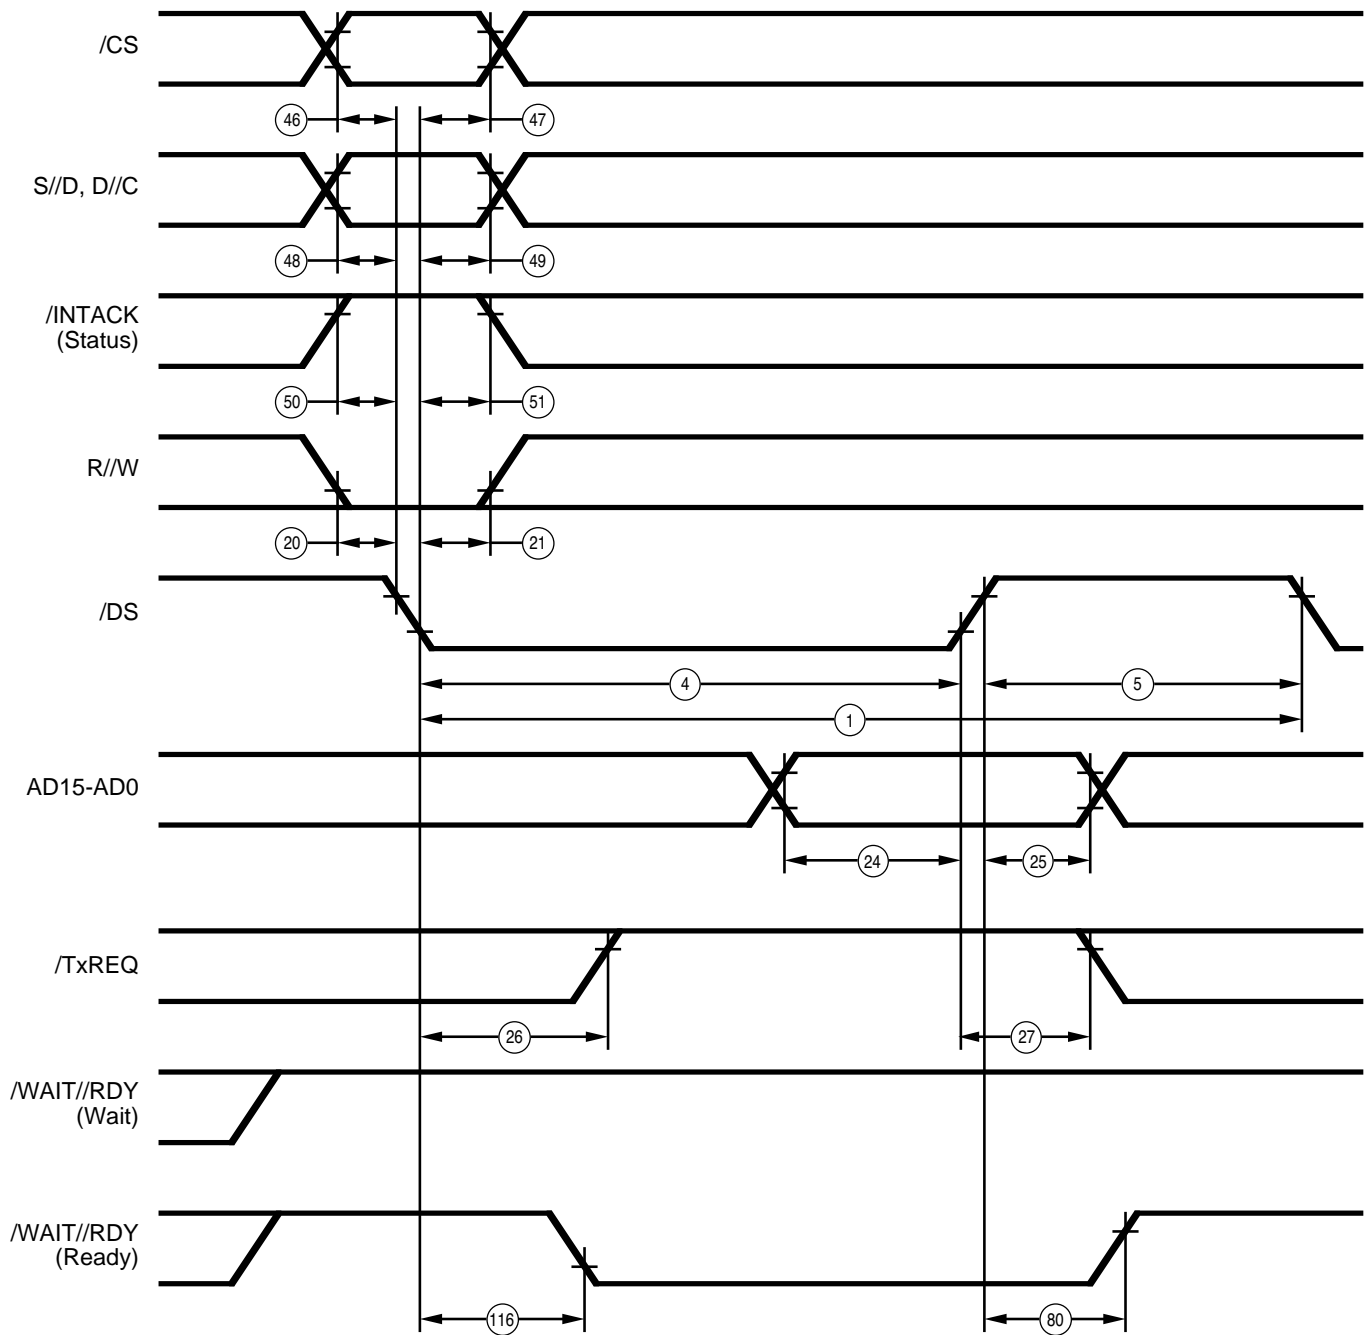 /CS
46
47
S//D, D//C
48
49
/INTACK
(Status)
50
51
R//W
20
21
/DS
4
5
1
AD15-AD0
24
25
/TxREQ
26
27
/WAIT//RDY
(Wait)
/WAIT//RDY
(Ready)
116
80